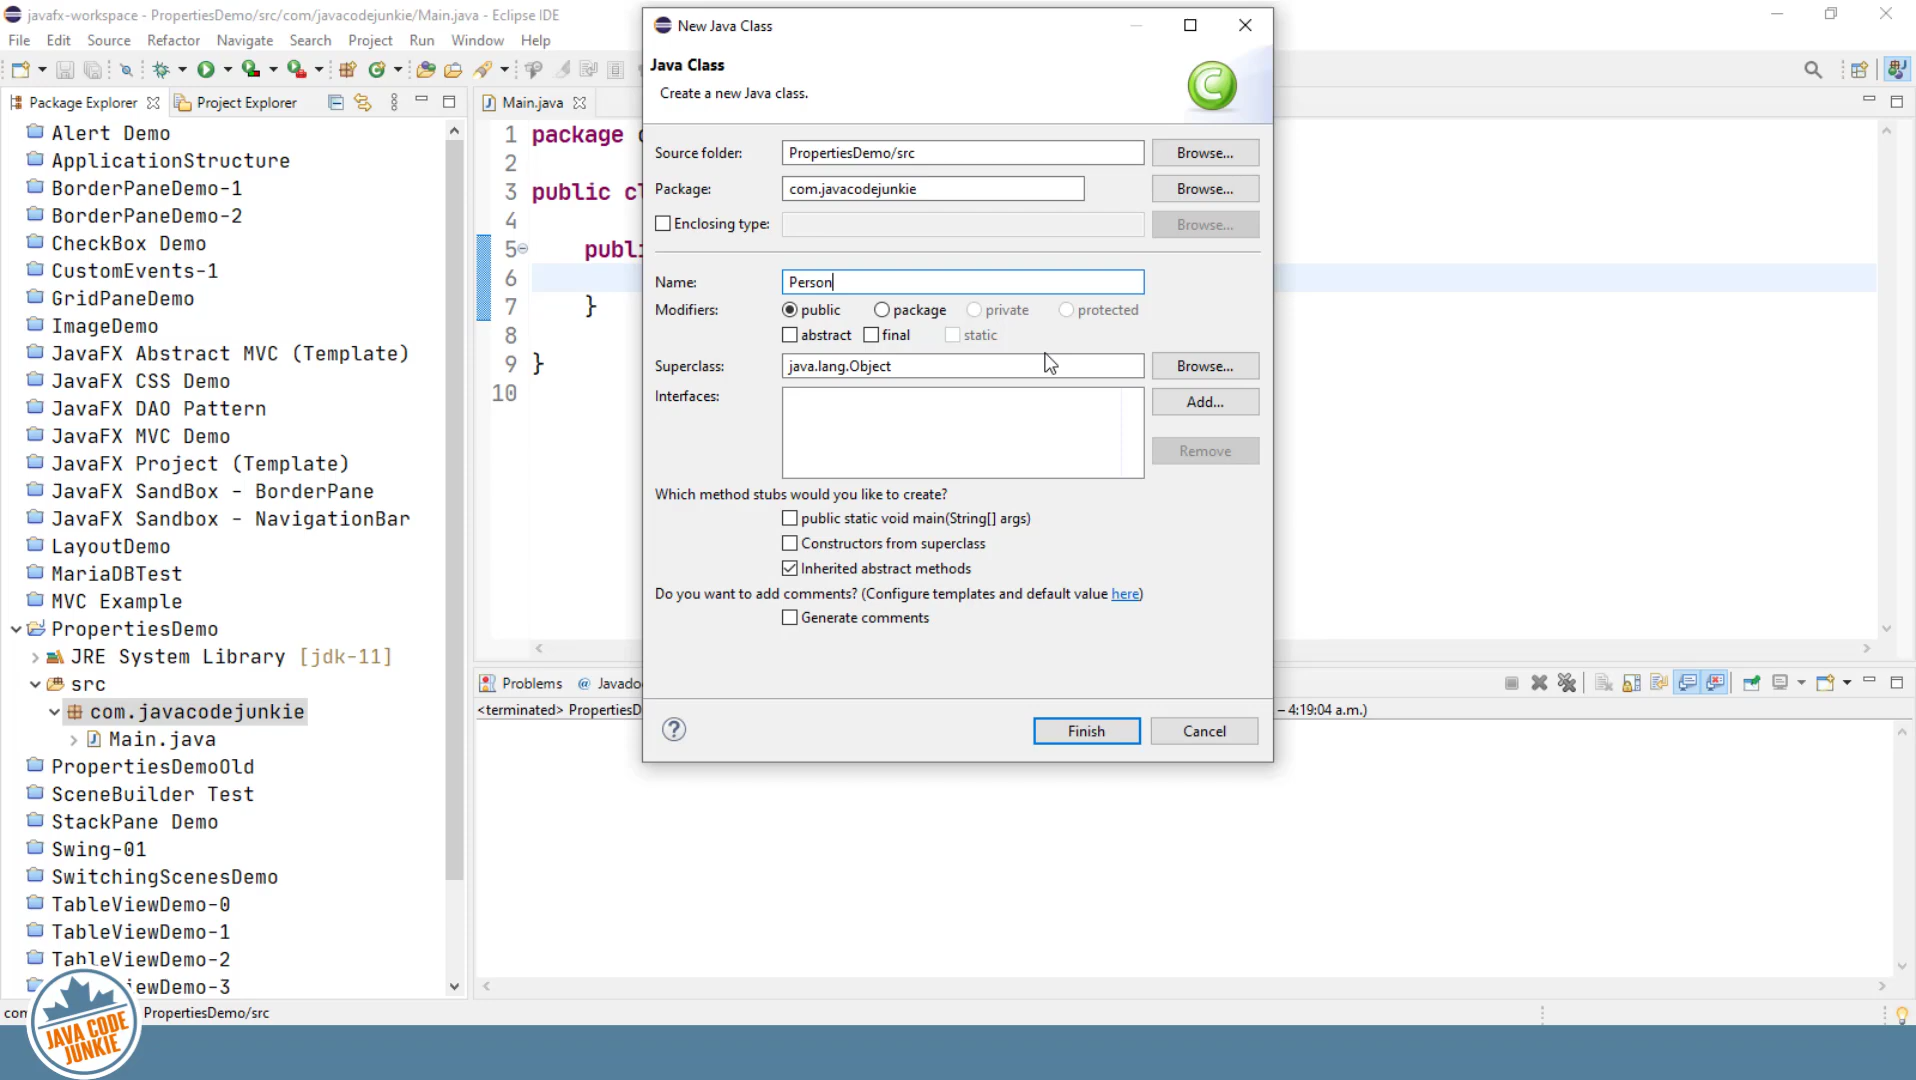 javafx-workspace - PropertiesDemo/src/com/javacodejunkie/Main.java - Eclipse IDE
File Edit Source Refactor Navigate Search Project Run Window Help
Package Explorer
Project Explorer
Alert Demo
ApplicationStructure
BorderPaneDemo-1
BorderPaneDemo-2
CheckBox Demo
CustomEvents-1
GridPaneDemo
ImageDemo
JavaFX Abstract MVC (Template)
JavaFX CSS Demo
JavaFX DAO Pattern
JavaFX MVC Demo
JavaFX Project (Template)
JavaFX SandBox - BorderPane
JavaFX Sandbox - NavigationBar
LayoutDemo
MariaDBTest
MVC Example
PropertiesDemo
JRE System Library [jdk-11]
src
com.javacodejunkie
Main.java
PropertiesDemoOld
SceneBuilder Test
StackPane Demo
Swing-01
SwitchingScenesDemo
TableViewDemo-0
TableViewDemo-1
TableViewDemo-2
iewDemo-3
Main.java
1 package
2
3 public cl
4
5 publi
6
7 }
8
9 }
10
New Java Class
Java Class
Create a new Java class.
Source folder: PropertiesDemo/src Browse...
Package: com.javacodejunkie Browse...
Enclosing type: Browse...
Name: Person
Modifiers: public package private protected
abstract final static
Superclass: java.lang.Object Browse...
Interfaces: Add...
Remove
Which method stubs would you like to create?
public static void main(String[] args)
Constructors from superclass
Inherited abstract methods
Do you want to add comments? (Configure templates and default value here)
Generate comments
Finish Cancel
Problems @ Javado
<terminated> PropertiesD
– 4:19:04 a.m.)
com
PropertiesDemo/src
JAVA CODE
JUNKIE